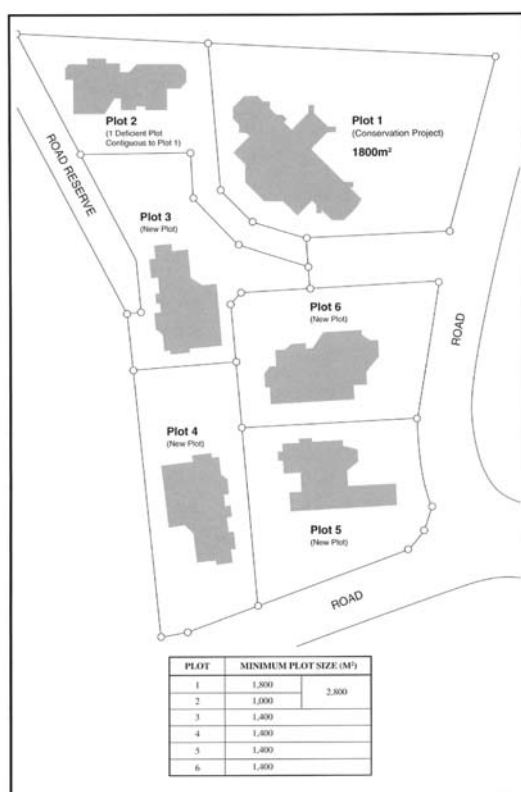 Plot 2
(1 Deficient Plot
Contiguous to Plot 1)
Plot 1
(Conservation Project)
1800m²
ROAD RESERVE
Plot 3
(New Plot)
Plot 6
(New Plot)
ROAD
Plot 4
(New Plot)
Plot 5
(New Plot)
ROAD
PLOT MINIMUM PLOT SIZE (M²)
1 1,800 2,800
2 1,000
3 1,400
4 1,400
5 1,400
6 1,400